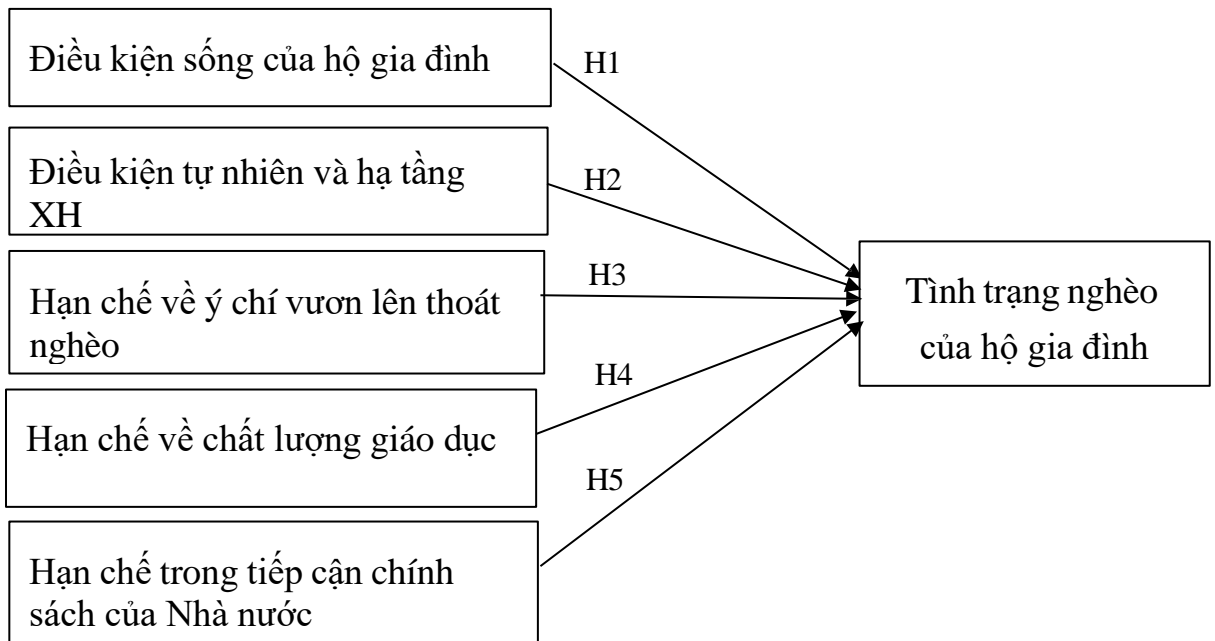 Điều kiện sống của hộ gia đình
H1
Điều kiện tự nhiên và hạ tầng
XH
H2
Hạn chế về ý chí vươn lên thoát
nghèo
H3
Hạn chế về chất lượng giáo dục
H4
Hạn chế trong tiếp cận chính
sách của Nhà nước
H5
Tình trạng nghèo
của hộ gia đình